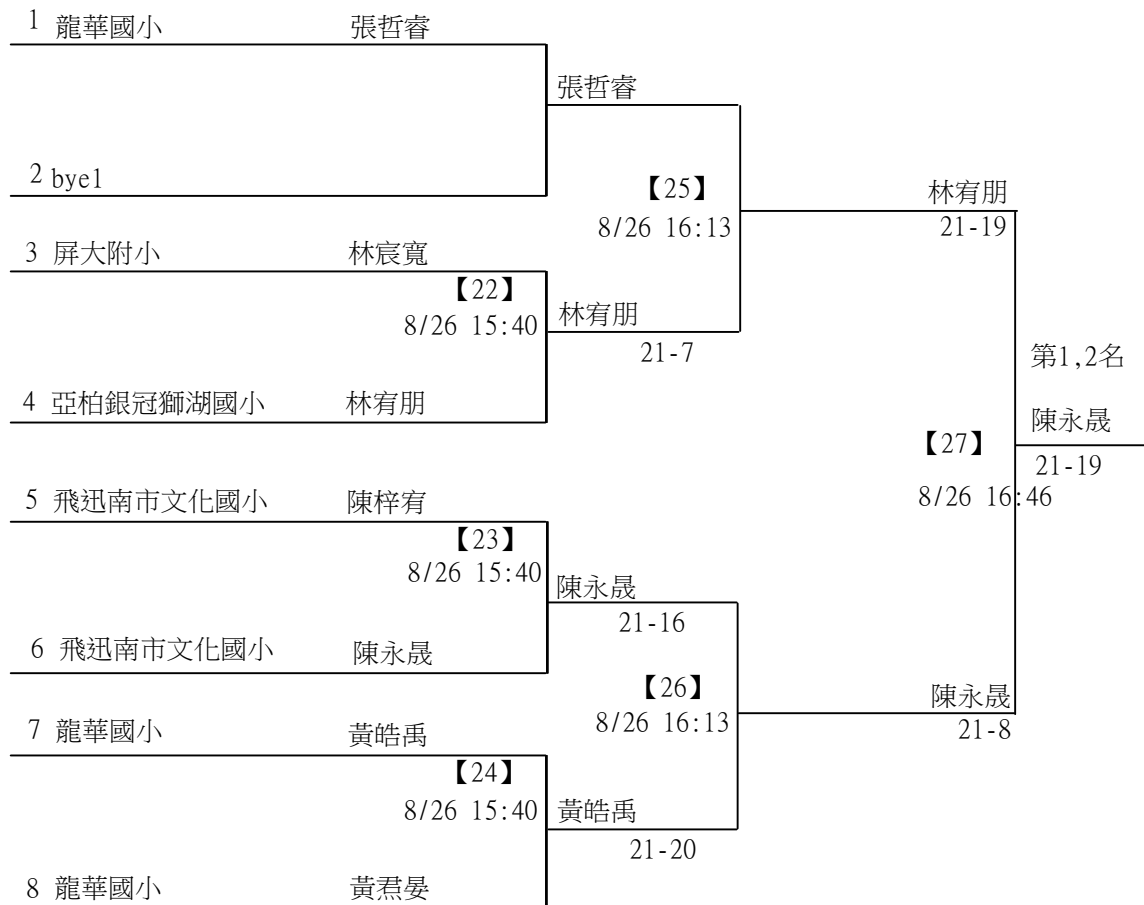 1 龍華國小 張哲睿
張哲睿
2 bye1
【25】
8/26 16:13
林宥朋
21-19
3 屏大附小 林宸寬
【22】
8/26 15:40
林宥朋
21-7
第1,2名
4 亞柏銀冠獅湖國小 林宥朋
陳永晟
【27】
21-19
8/26 16:46
5 飛迅南市文化國小 陳梓宥
【23】
8/26 15:40
陳永晟
21-16
6 飛迅南市文化國小 陳永晟
【26】
8/26 16:13
陳永晟
21-8
7 龍華國小 黃皓禹
【24】
8/26 15:40
黃皓禹
21-20
8 龍華國小 黃焄晏